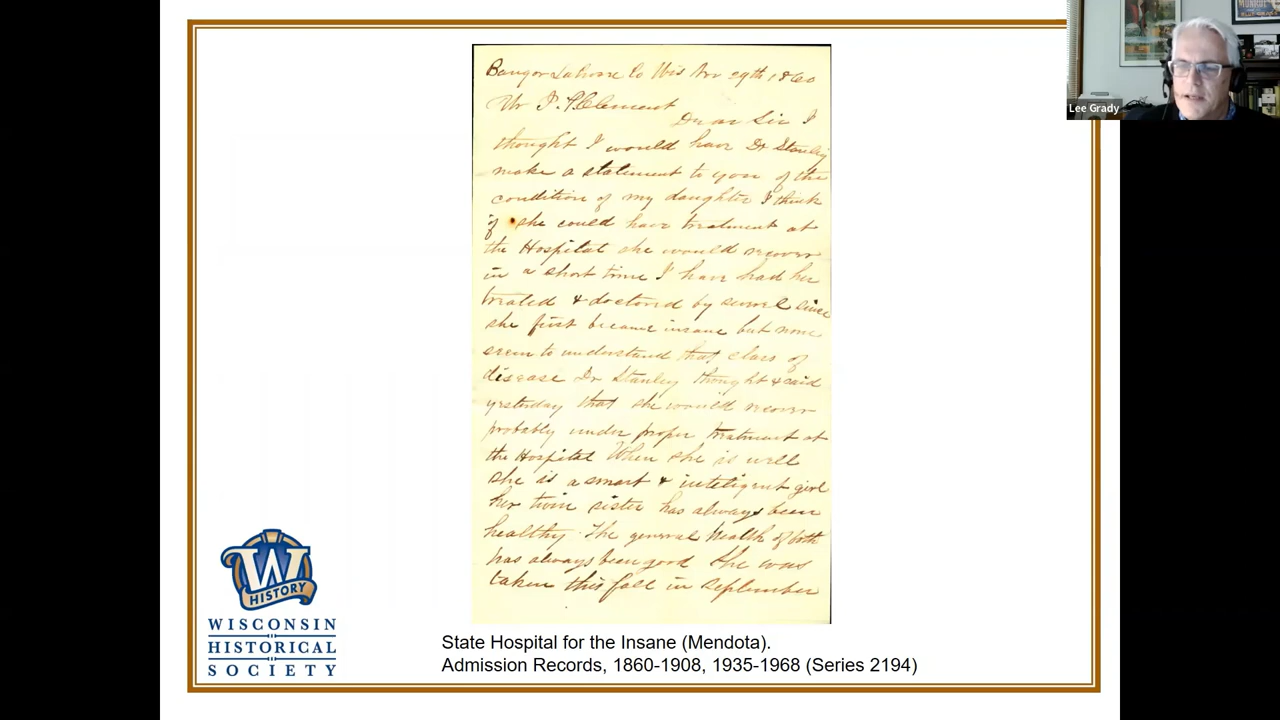 Bangor La Crosse Co Wis Nov 29th 1860
Mr J. P. Clement
Dear Sir I
thought I would have Dr Stanley
make a statement to you of the
condition of my daughter I think
if she could have treatment at
the Hospital she would recover
in a short time I have had her
treated & doctored by several since
she first became insane but none
seem to understand that class of
disease Dr Stanley thought & said
yesterday that she would recover
probably under proper treatment at
the Hospital When she is well
she is a smart & inteligent girl
her twin sister has always been
healthy. The general health of both
has always been good She was
taken this fall in September
W
HISTORY
WISCONSIN
HISTORICAL
SOCIETY
State Hospital for the Insane (Mendota).
Admission Records, 1860-1908, 1935-1968 (Series 2194)
Lee Grady